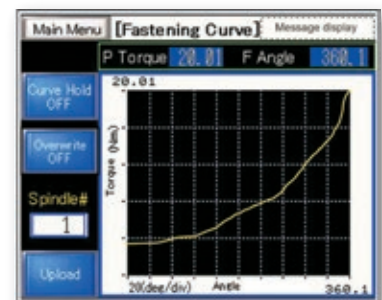 Main Menu
[Fastening Curve]
Message display
P Torque 20.01 F Angle 360.1
Curve Hold
OFF
Overwrite
OFF
Spindle#
1
Upload
20.01
Torque (Nm)
20(dee/div) Angle 360.1